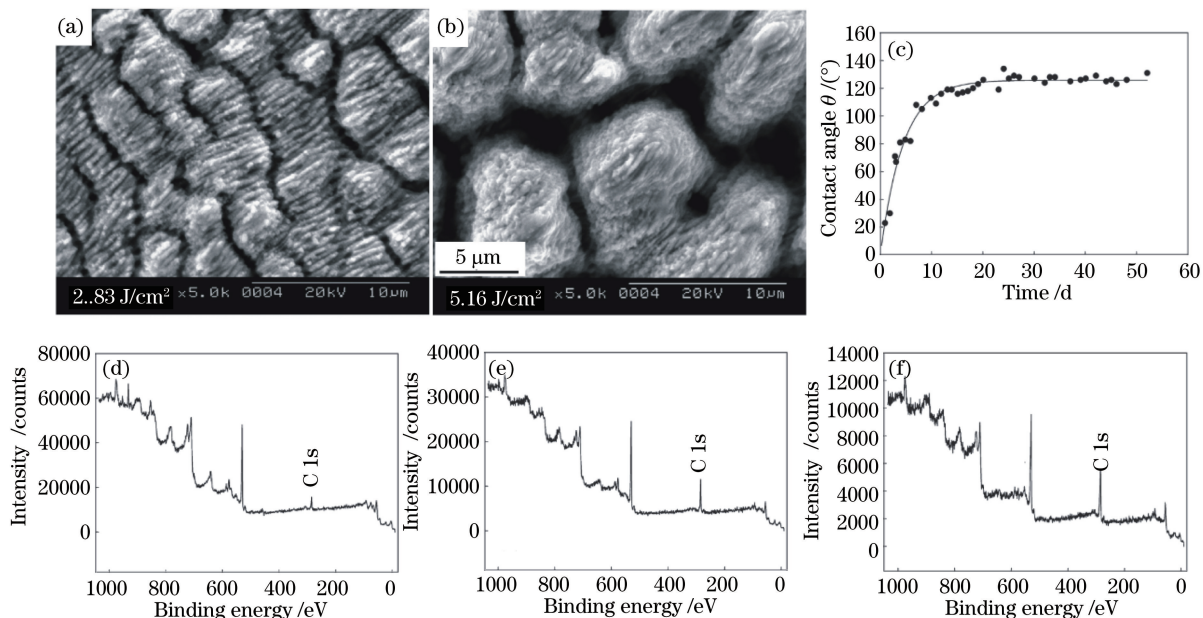 (a)
2..83 J/cm²
x5.0k 0004 20kV 10μm
(b)
5 μm
5.16 J/cm²
x5.0k 0004 20kV 10μm
(c)
Contact angle θ /(°)
160
140
120
100
80
60
40
20
0
0 10 20 30 40 50 60
Time /d
(d)
Intensity /counts
80000
60000
40000
20000
0
C 1s
1000 800 600 400 200 0
Binding energy /eV
(e)
Intensity /counts
40000
30000
20000
10000
0
C 1s
1000 800 600 400 200 0
Binding energy /eV
(f)
Intensity /counts
14000
12000
10000
8000
6000
4000
2000
0
C 1s
1000 800 600 400 200 0
Binding energy /eV